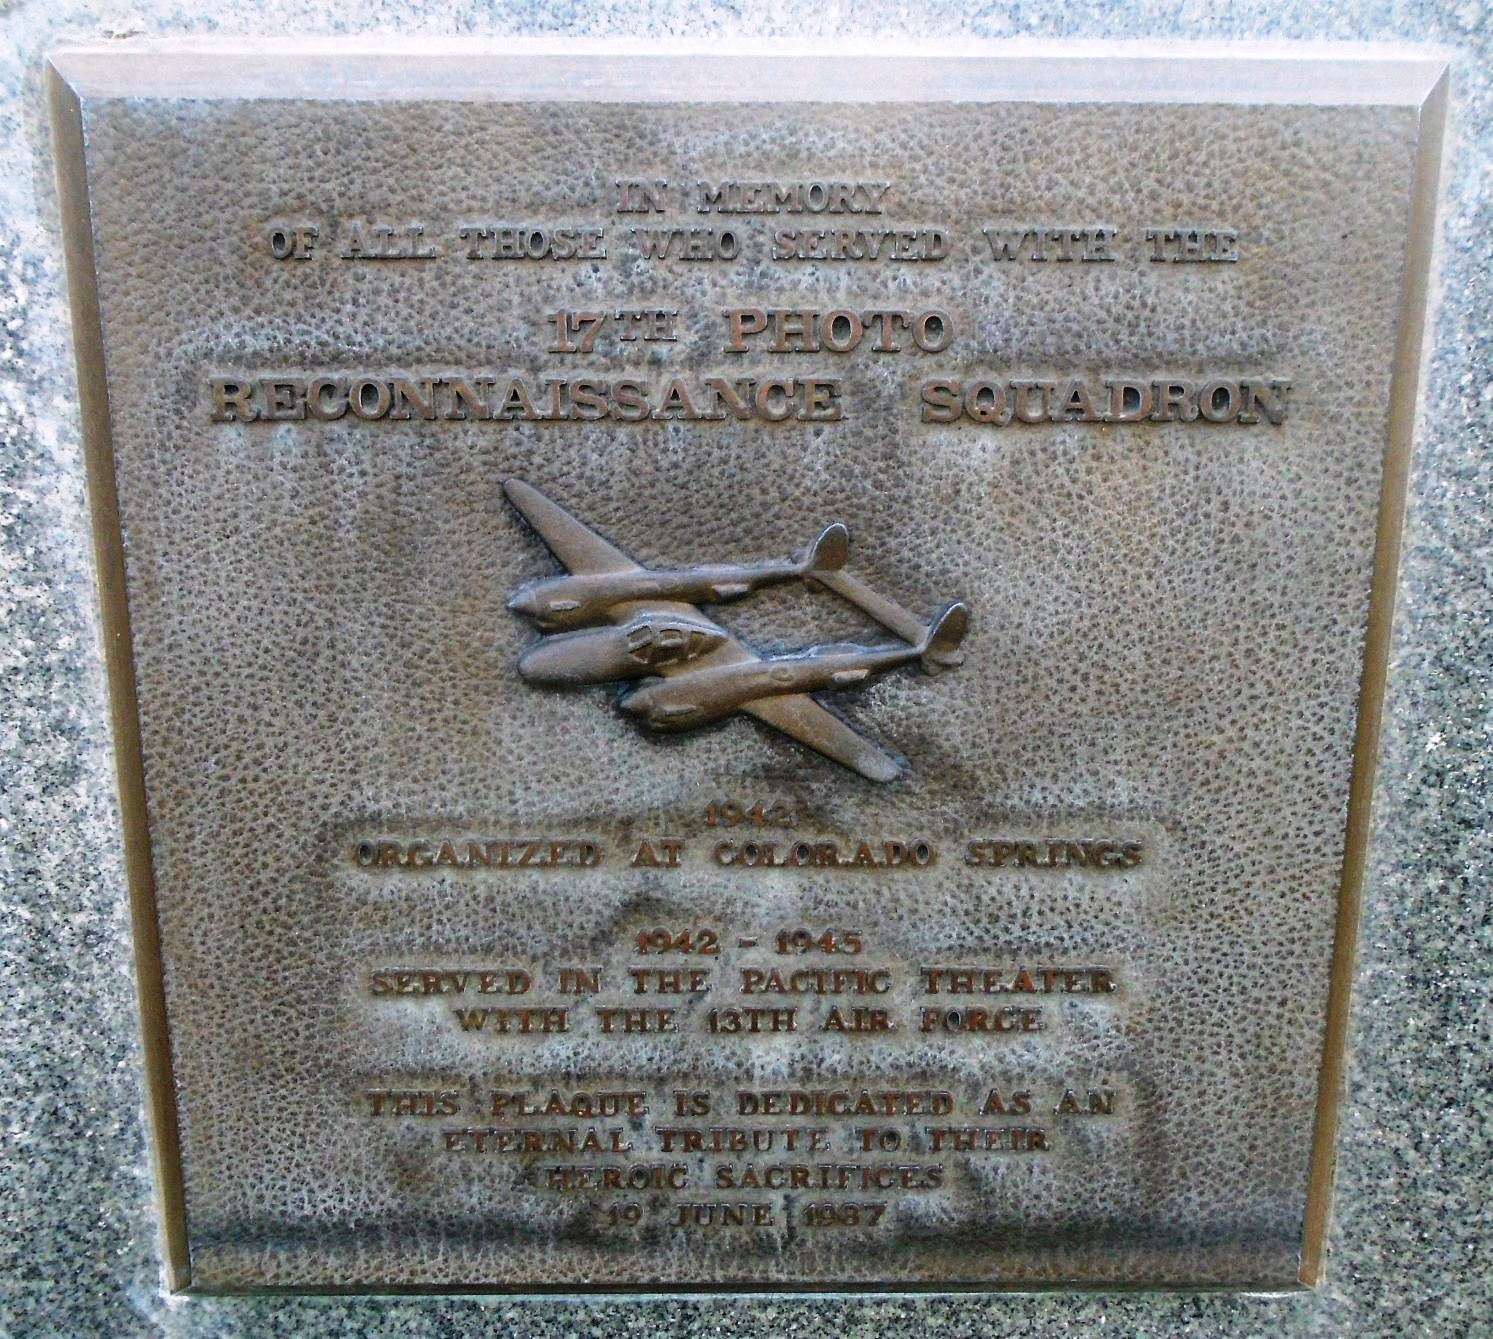 IN MEMORY
OF ALL THOSE WHO SERVED WITH THE
17TH PHOTO
RECONNAISSANCE SQUADRON
1942
ORGANIZED AT COLORADO SPRINGS
1942 - 1945
SERVED IN THE PACIFIC THEATER
WITH THE 13TH AIR FORCE
THIS PLAQUE IS DEDICATED AS AN
ETERNAL TRIBUTE TO THEIR
HEROIC SACRIFICES
19 JUNE 1987